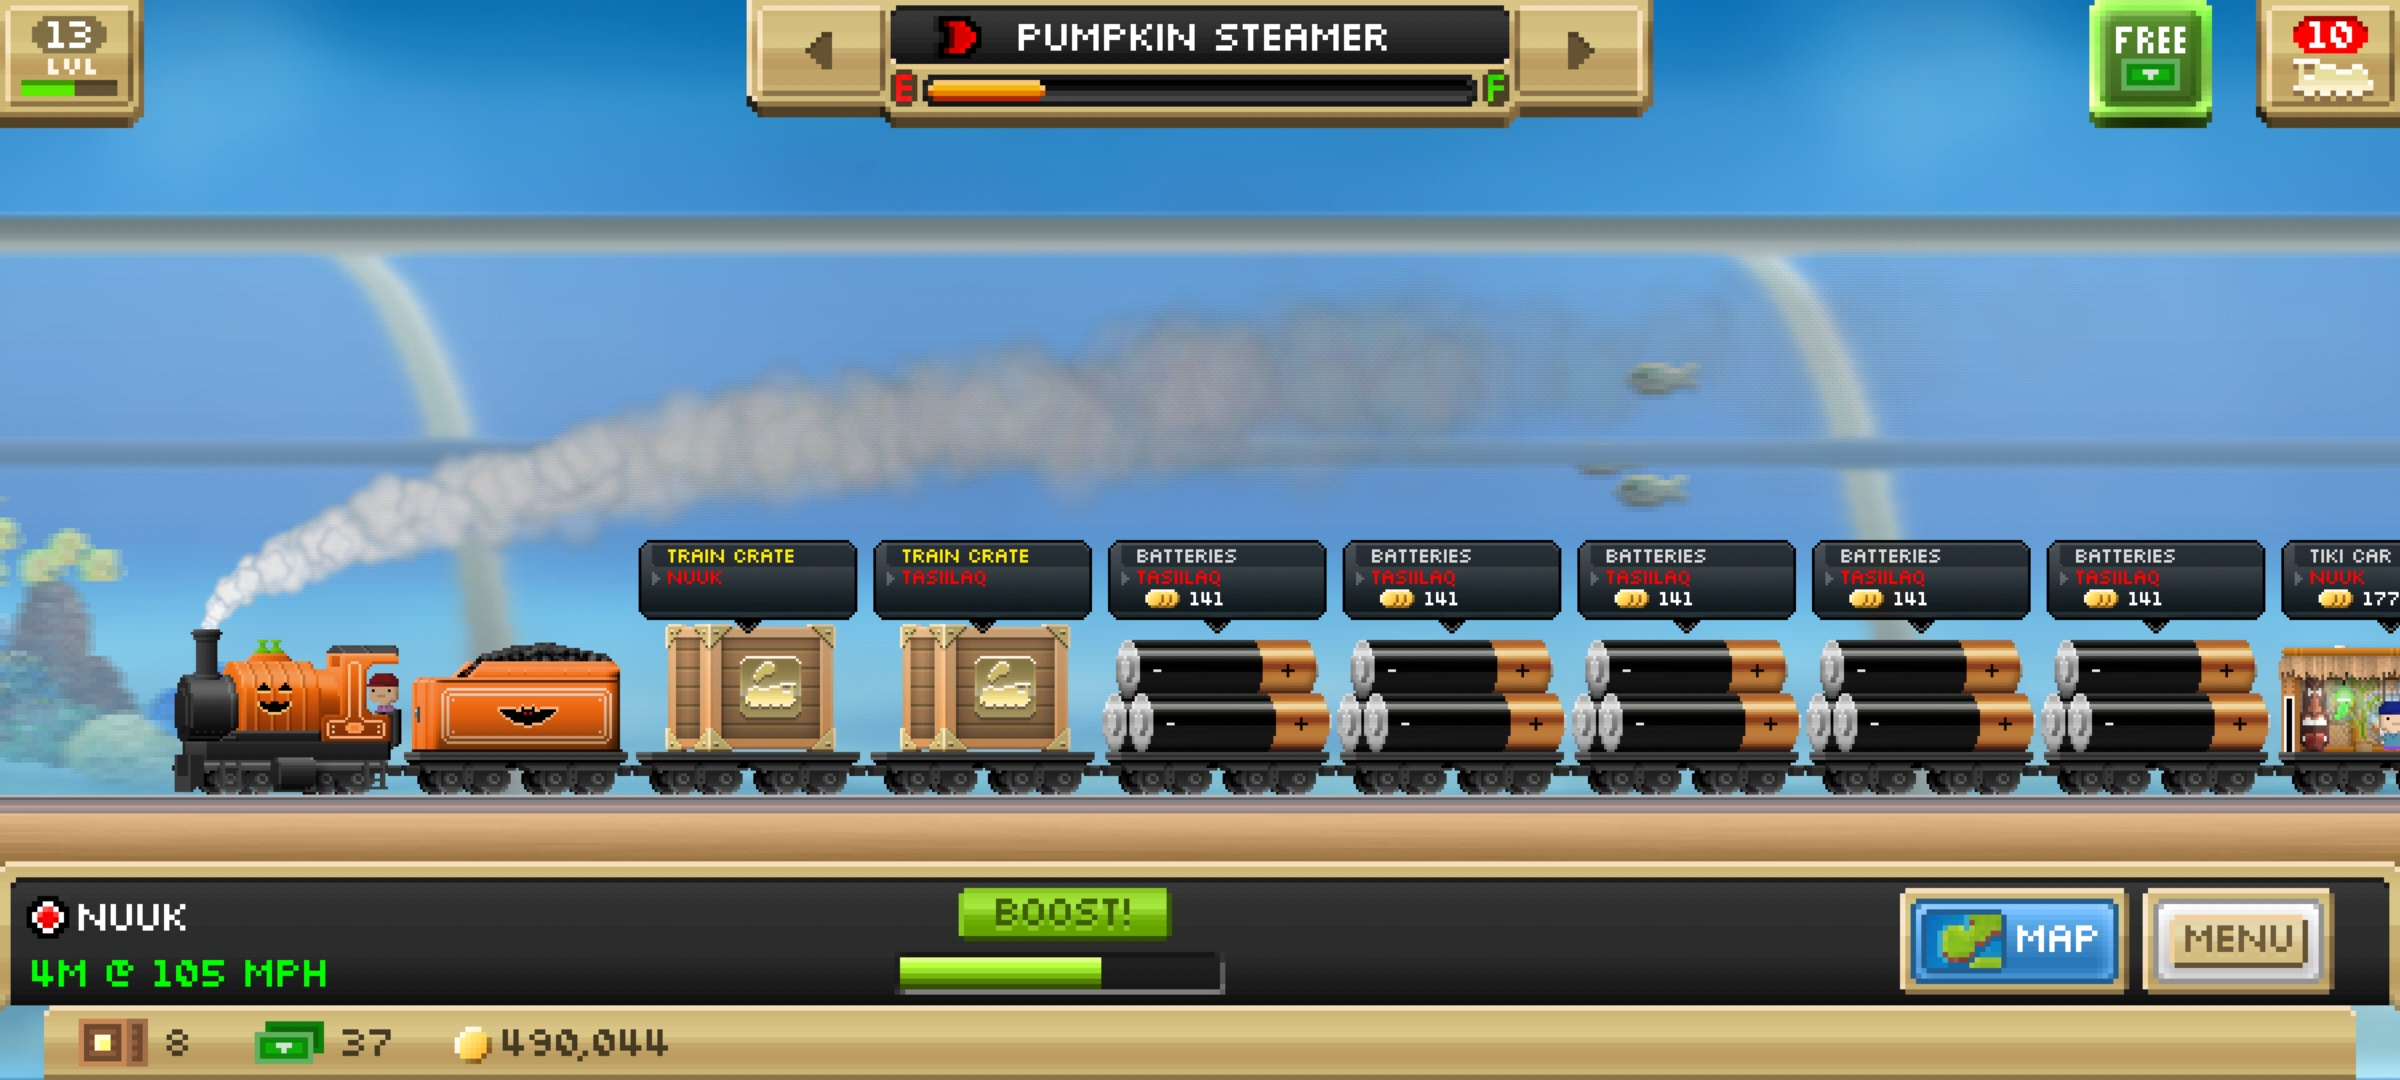 13
LVL
PUMPKIN STEAMER
E F
FREE
10
TRAIN CRATE
NUUK
TRAIN CRATE
TASIILAQ
BATTERIES
TASIILAQ
141
BATTERIES
TASIILAQ
141
BATTERIES
TASIILAQ
141
BATTERIES
TASIILAQ
141
BATTERIES
TASIILAQ
141
TIKI CAR
NUUK
177
NUUK
4M @ 105 MPH
BOOST!
MAP
MENU
8
37
490,044